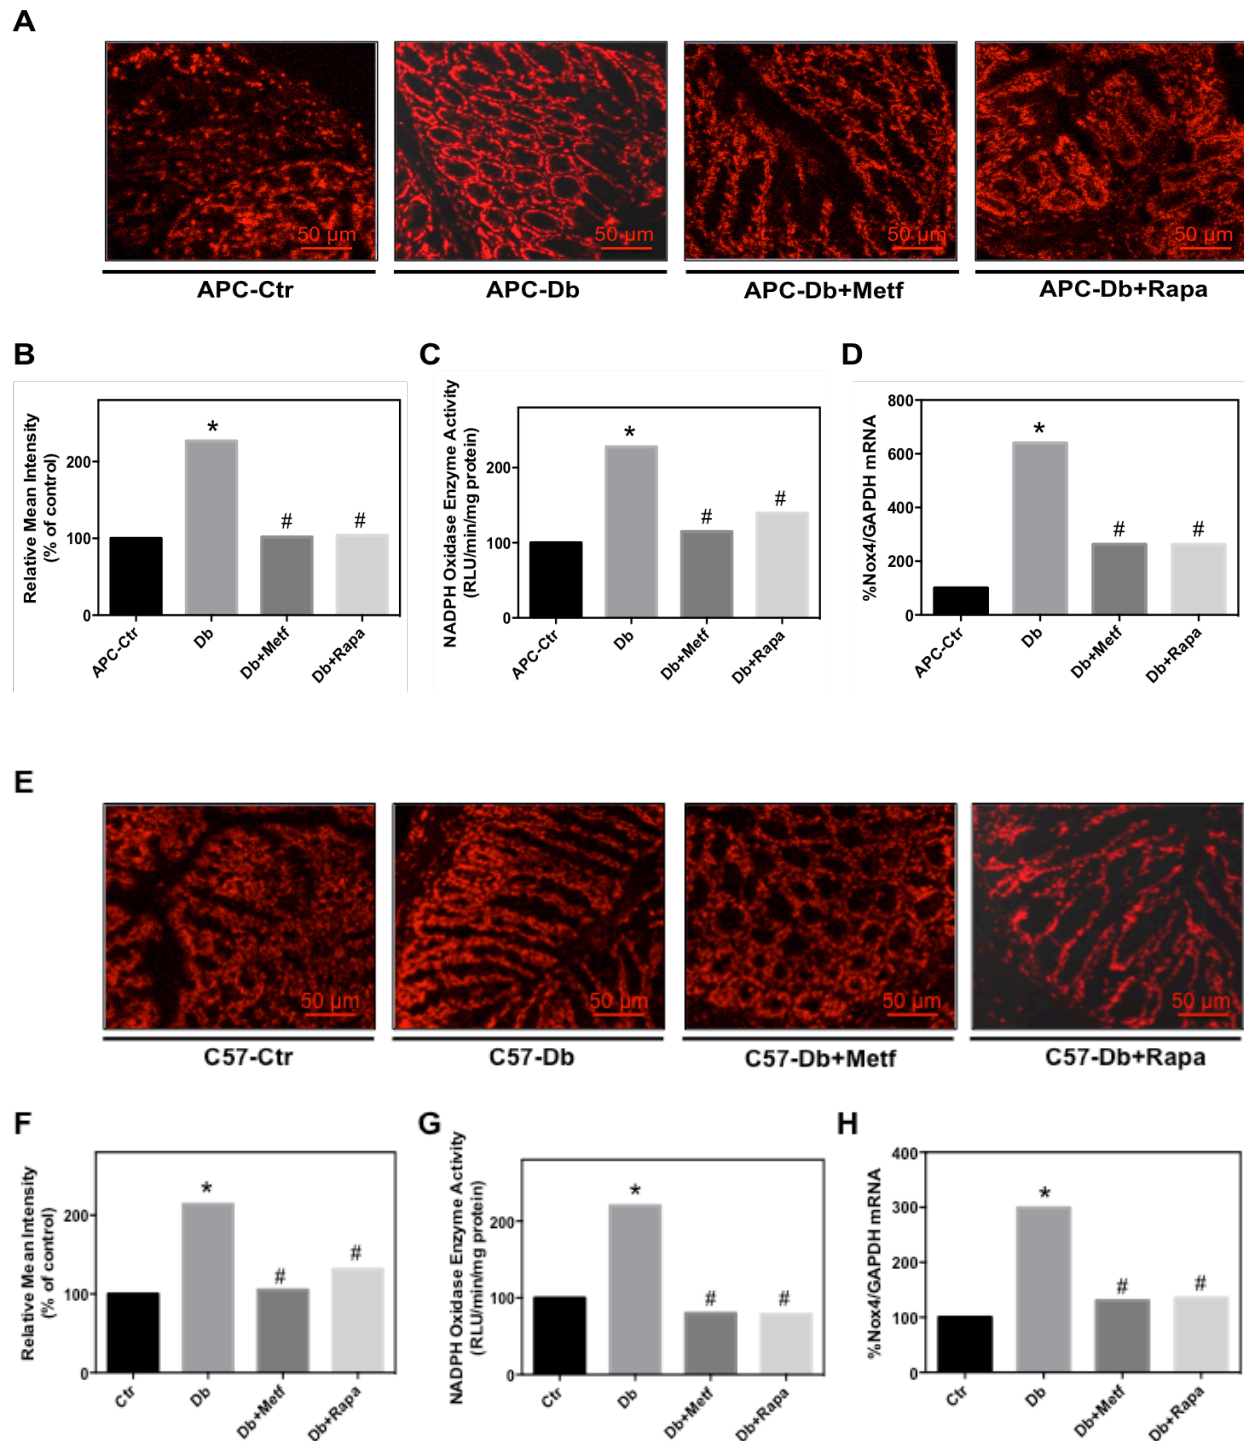 A
50 µm
50 µm
50 µm
50 µm
APC-Ctr
APC-Db
APC-Db+Metf
APC-Db+Rapa
B
Relative Mean Intensity
(% of control)
200
100
0
*
#
#
APC-Ctr
Db
Db+Metf
Db+Rapa
C
NADPH Oxidase Enzyme Activity
(RLU/min/mg protein)
200
100
0
*
#
#
APC-Ctr
Db
Db+Metf
Db+Rapa
D
%Nox4/GAPDH mRNA
800
600
400
200
0
*
#
#
APC-Ctr
Db
Db+Metf
Db+Rapa
E
50 µm
50 µm
50 µm
50 µm
C57-Ctr
C57-Db
C57-Db+Metf
C57-Db+Rapa
F
Relative Mean Intensity
(% of control)
200
100
0
*
#
#
Ctr
Db
Db+Metf
Db+Rapa
G
NADPH Oxidase Enzyme Activity
(RLU/min/mg protein)
200
100
0
*
#
#
Ctr
Db
Db+Metf
Db+Rapa
H
%Nox4/GAPDH mRNA
400
300
200
100
0
*
#
#
Ctr
Db
Db+Metf
Db+Rapa